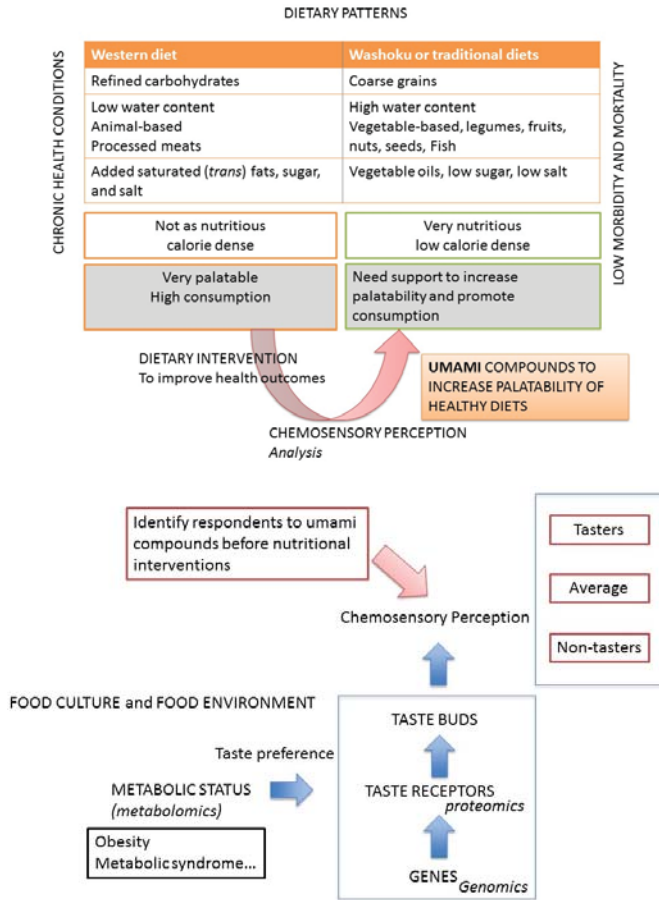 DIETARY PATTERNS
CHRONIC HEALTH CONDITIONS
LOW MORBIDITY AND MORTALITY
Western diet
Washoku or traditional diets
Refined carbohydrates
Coarse grains
Low water content
Animal-based
Processed meats
High water content
Vegetable-based, legumes, fruits,
nuts, seeds, Fish
Added saturated (trans) fats, sugar,
and salt
Vegetable oils, low sugar, low salt
Not as nutritious
calorie dense
Very nutritious
low calorie dense
Very palatable
High consumption
Need support to increase
palatability and promote
consumption
DIETARY INTERVENTION
To improve health outcomes
UMAMI COMPOUNDS TO
INCREASE PALATABILITY OF
HEALTHY DIETS
CHEMOSENSORY PERCEPTION
Analysis
Identify respondents to umami
compounds before nutritional
interventions
Tasters
Average
Non-tasters
Chemosensory Perception
FOOD CULTURE and FOOD ENVIRONMENT
TASTE BUDS
Taste preference
METABOLIC STATUS
(metabolomics)
TASTE RECEPTORS
proteomics
Obesity
Metabolic syndrome...
GENES
Genomics